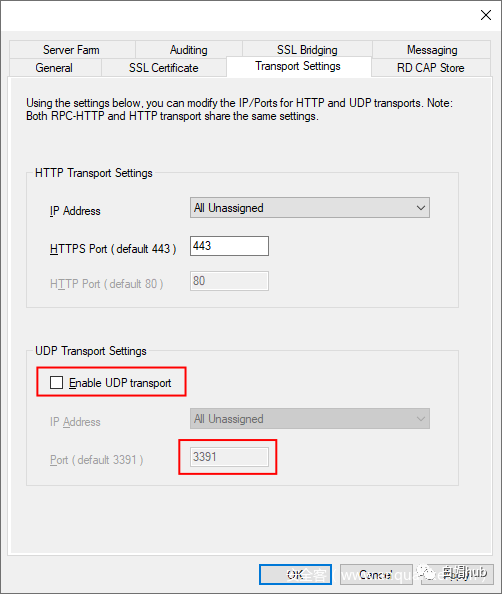 Server Farm Auditing SSL Bridging Messaging
General SSL Certificate Transport Settings RD CAP Store
Using the settings below, you can modify the IP/Ports for HTTP and UDP transports. Note:
Both RPC-HTTP and HTTP transport share the same settings.
HTTP Transport Settings
IP Address All Unassigned
HTTPS Port ( default 443 ) 443
HTTP Port ( default 80 ) 80
UDP Transport Settings
Enable UDP transport
IP Address All Unassigned
Port ( default 3391 ) 3391
OK Cancel
hub